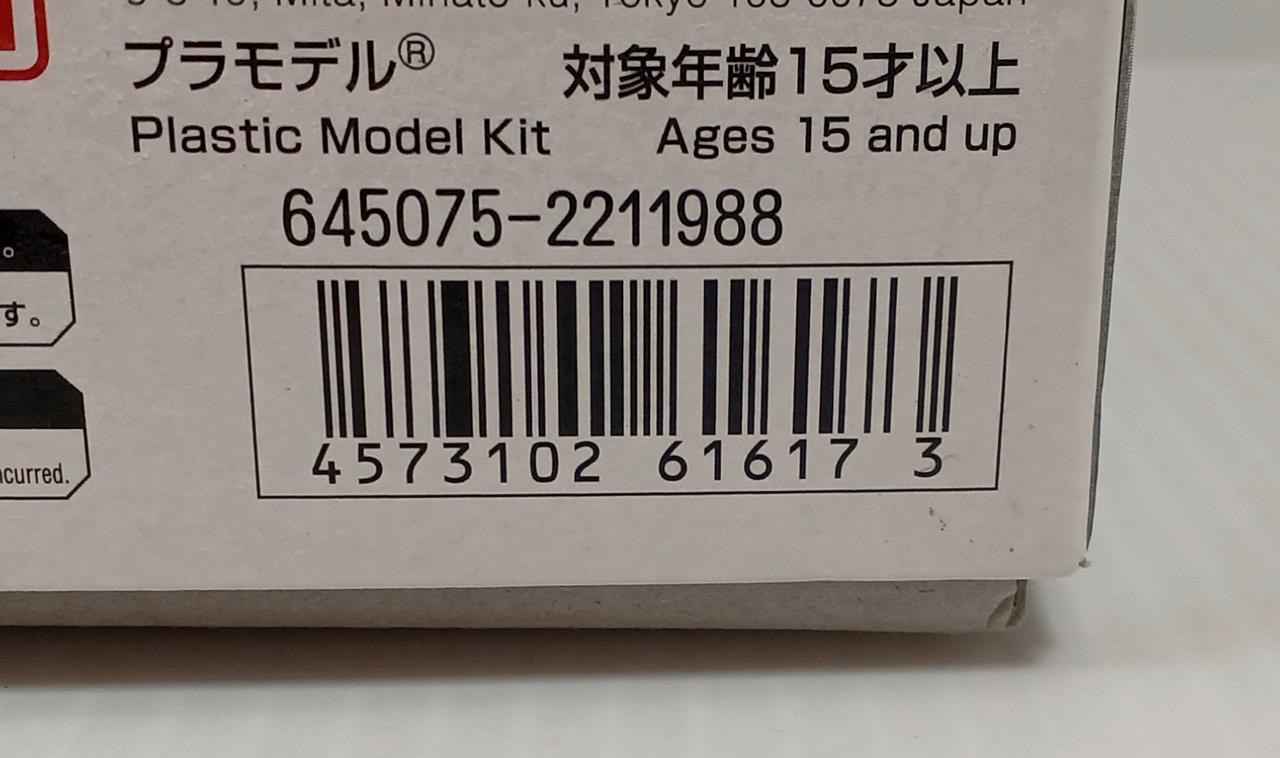 プラモデル® 対象年齢15才以上
Plastic Model Kit Ages 15 and up
645075-2211988
。
す。
4573102 61617 3
curred.